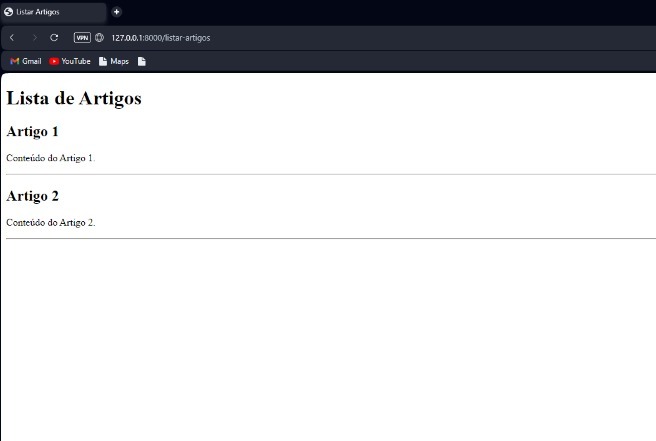 Listar Artigos
VPN 127.0.0.1:8000/listar-artigos
Gmail YouTube Maps
Lista de Artigos
Artigo 1
Conteúdo do Artigo 1.
Artigo 2
Conteúdo do Artigo 2.